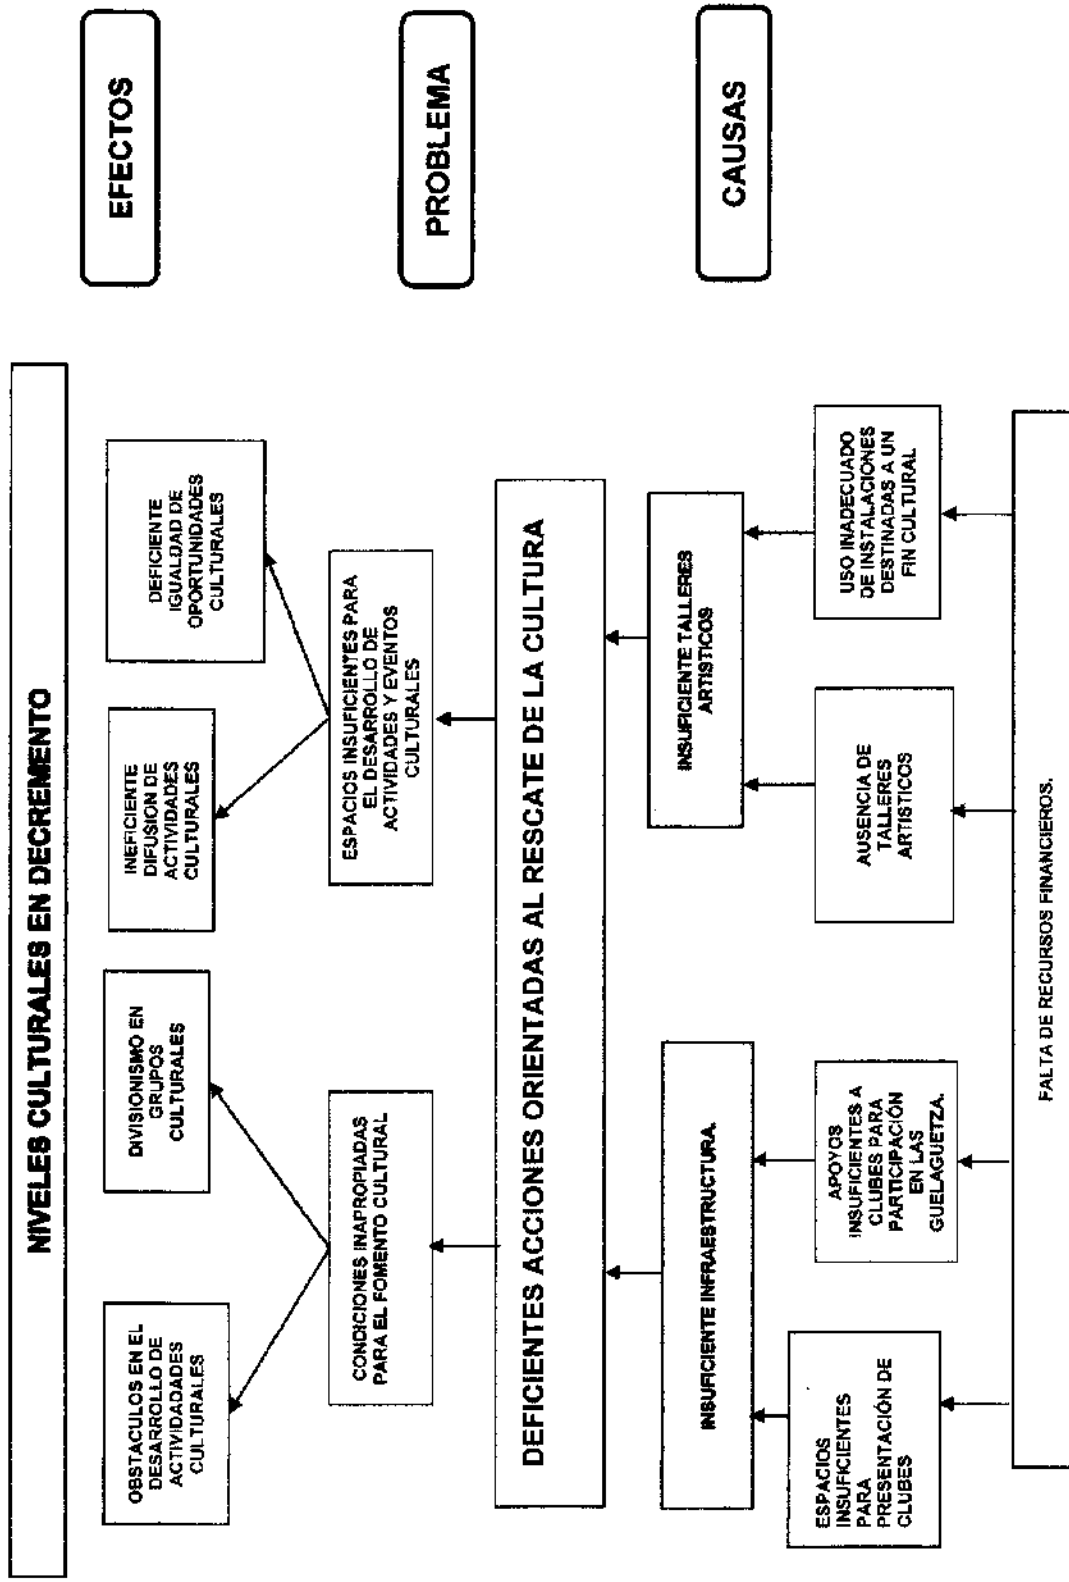 NIVELES CULTURALES EN DECREMENTO
EFECTOS
OBSTACULOS EN EL
DESARROLLO DE
ACTIVIDADADES
CULTURALES
DIVISIONISMO EN
GRUPOS
CULTURALES
INEFICIENTE
DIFUSION DE
ACTIVIDADES
CULTURALES
DEFICIENTE
IGUALDAD DE
OPORTUNIDADES
CULTURALES
CONDICIONES INAPROPIADAS
PARA EL FOMENTO CULTURAL
ESPACIOS INSUFICIENTES PARA
EL DESARROLLO DE
ACTIVIDADES Y EVENTOS
CULTURALES
PROBLEMA
DEFICIENTES ACCIONES ORIENTADAS AL RESCATE DE LA CULTURA
CAUSAS
INSUFICIENTE INFRAESTRUCTURA.
INSUFICIENTE TALLERES
ARTISTICOS
ESPACIOS
INSUFICIENTES
PARA
PRESENTACIÓN DE
CLUBES
APOYOS
INSUFICIENTES A
CLUBES PARA
PARTICIPACIÓN
EN LAS
GUELAGUETZA.
AUSENCIA DE
TALLERES
ARTISTICOS
USO INADECUADO
DE INSTALACIONES
DESTINADAS A UN
FIN CULTURAL
FALTA DE RECURSOS FINANCIEROS.